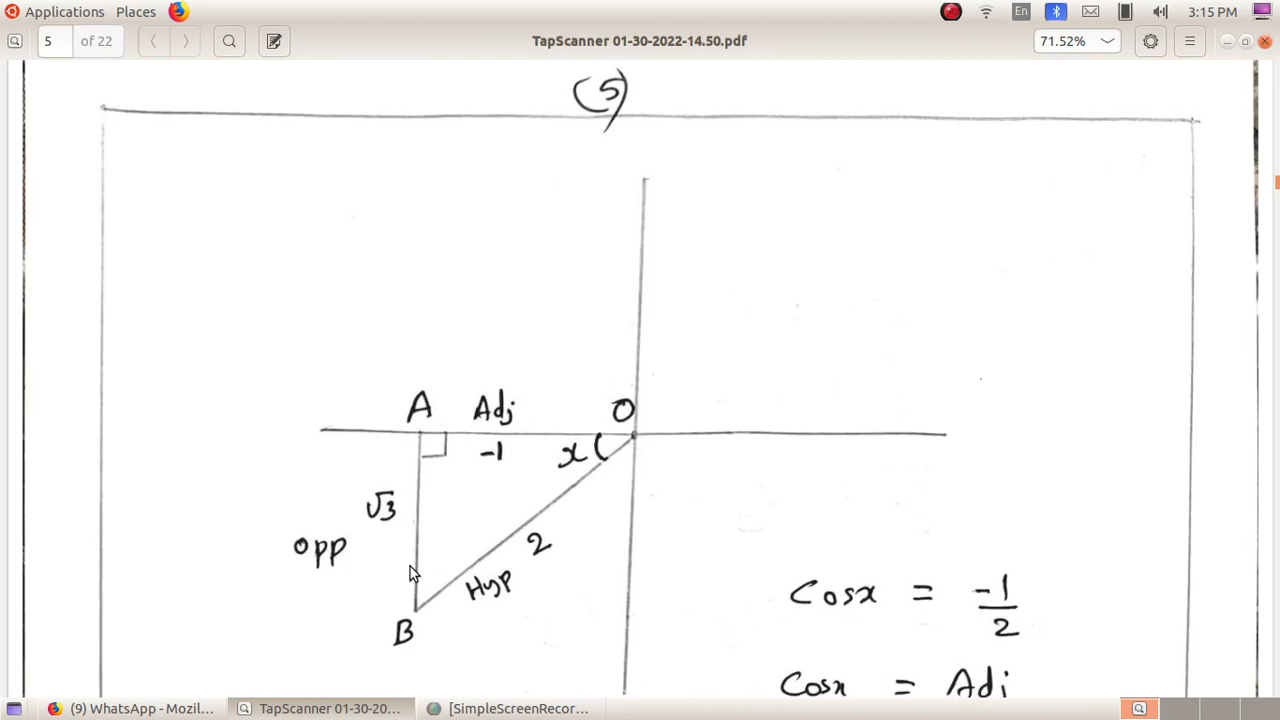 Applications Places En 3:15 PM
5 of 22 TapScanner 01-30-2022-14.50.pdf 71.52%
(5)
A Adj O
-1 x
√3
Opp 2
Hyp
B
Cosx = -1/2
Cosx = Adj
(9) WhatsApp - Mozil... TapScanner 01-30-20... [SimpleScreenRecor...